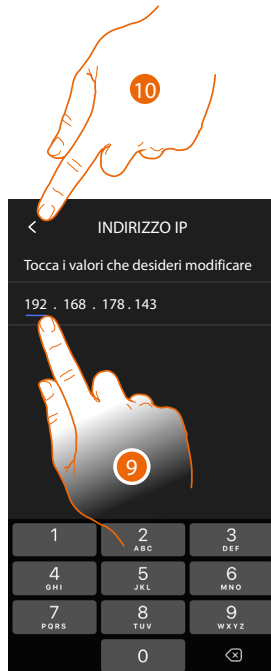 10
< INDIRIZZO IP
Tocca i valori che desideri modificare
192 . 168 . 178 . 143
9
1 2 3
ABC DEF
4 5 6
GHI JKL MNO
7 8 9
PQRS TUV WXYZ
0